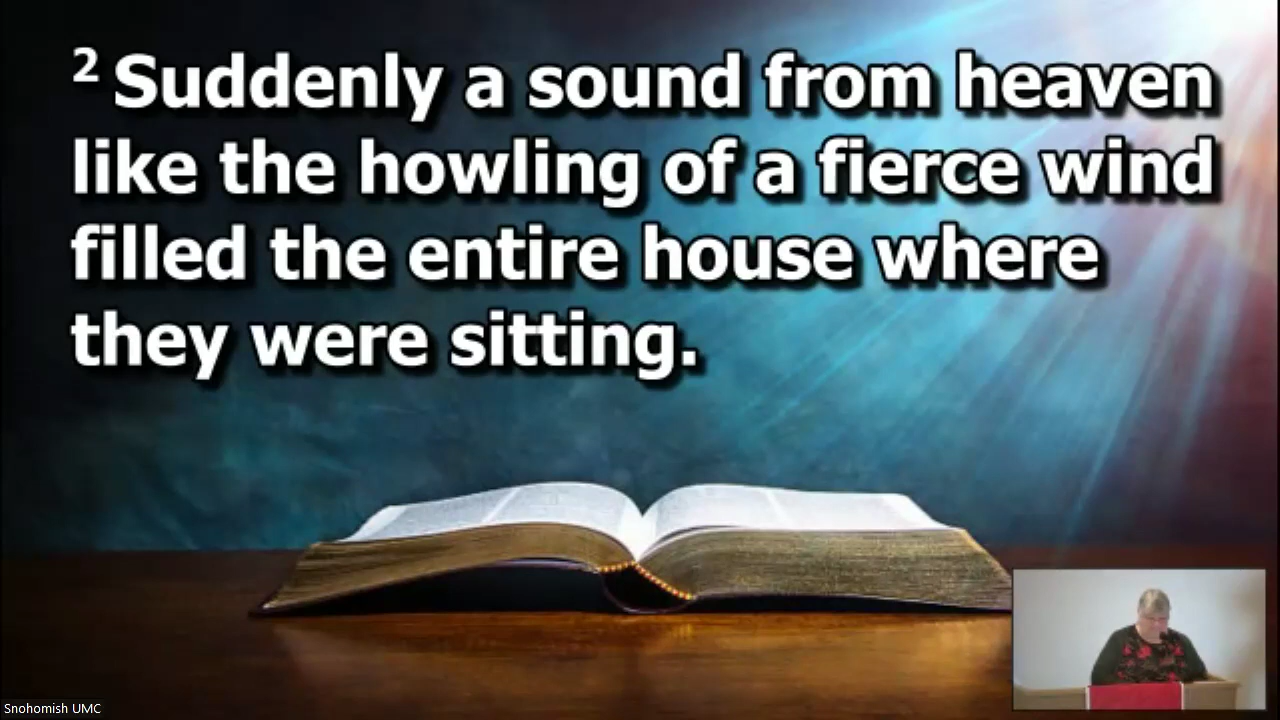 2 Suddenly a sound from heaven
like the howling of a fierce wind
filled the entire house where
they were sitting.
Snohomish UMC